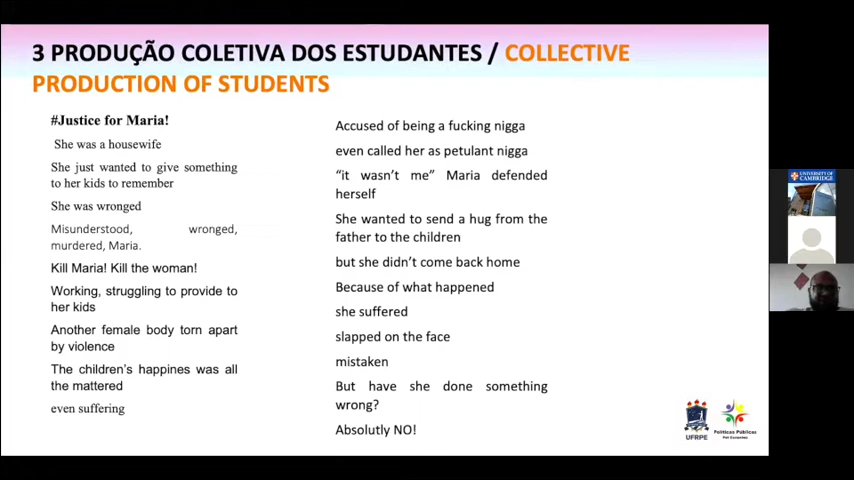 3 PRODUÇÃO COLETIVA DOS ESTUDANTES / COLLECTIVE
PRODUCTION OF STUDENTS
#Justice for Maria!
She was a housewife
She just wanted to give something
to her kids to remember
She was wronged
Misunderstood, wronged,
murdered, Maria.
Kill Maria! Kill the woman!
Working, struggling to provide to
her kids
Another female body torn apart
by violence
The children's happines was all
the mattered
even suffering
Accused of being a fucking nigga
even called her as petulant nigga
“it wasn't me” Maria defended
herself
She wanted to send a hug from the
father to the children
but she didn't come back home
Because of what happened
she suffered
slapped on the face
mistaken
But have she done something
wrong?
Absolutly NO!
UFRPE
Políticas Públicas
Pet Conexões
UNIVERSITY OF
CAMBRIDGE